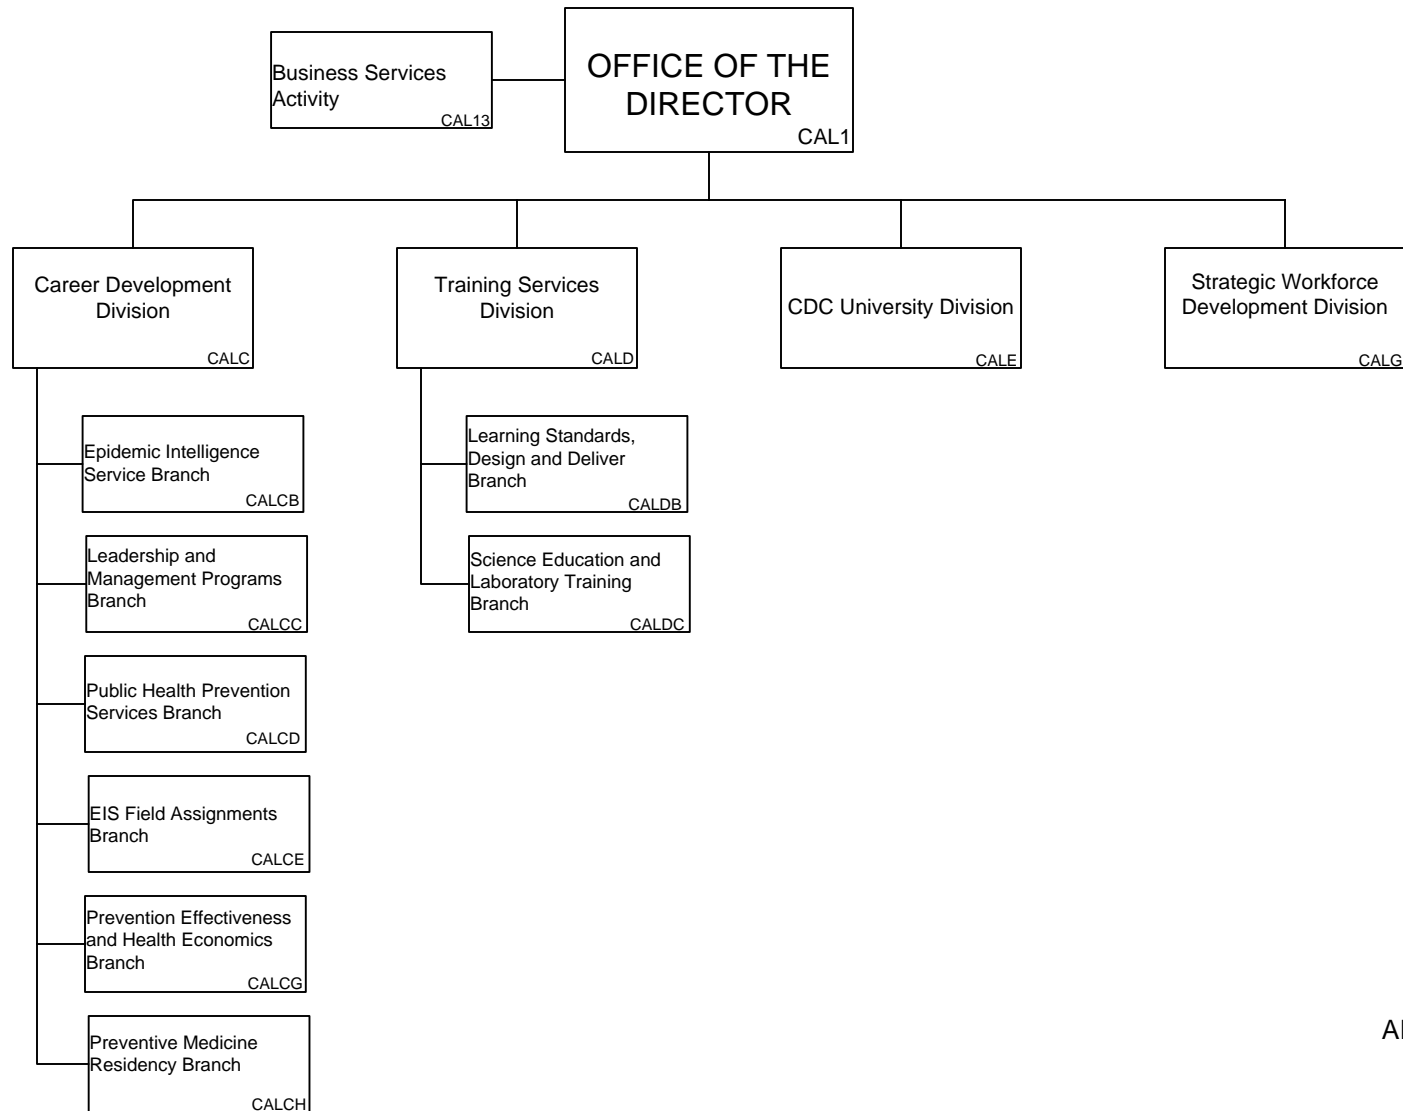 Business Services
Activity
CAL13
OFFICE OF THE
DIRECTOR
CAL1
Career Development
Division
CALC
Training Services
Division
CALD
CDC University Division
CALE
Strategic Workforce
Development Division
CALG
Epidemic Intelligence
Service Branch
CALCB
Leadership and
Management Programs
Branch
CALCC
Public Health Prevention
Services Branch
CALCD
EIS Field Assignments
Branch
CALCE
Prevention Effectiveness
and Health Economics
Branch
CALCG
Preventive Medicine
Residency Branch
CALCH
Learning Standards,
Design and Deliver
Branch
CALDB
Science Education and
Laboratory Training
Branch
CALDC